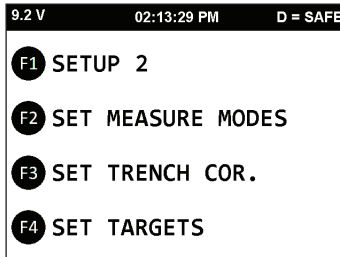 9.2 V 02:13:29 PM D = SAFE
F1 SETUP 2
F2 SET MEASURE MODES
F3 SET TRENCH COR.
F4 SET TARGETS